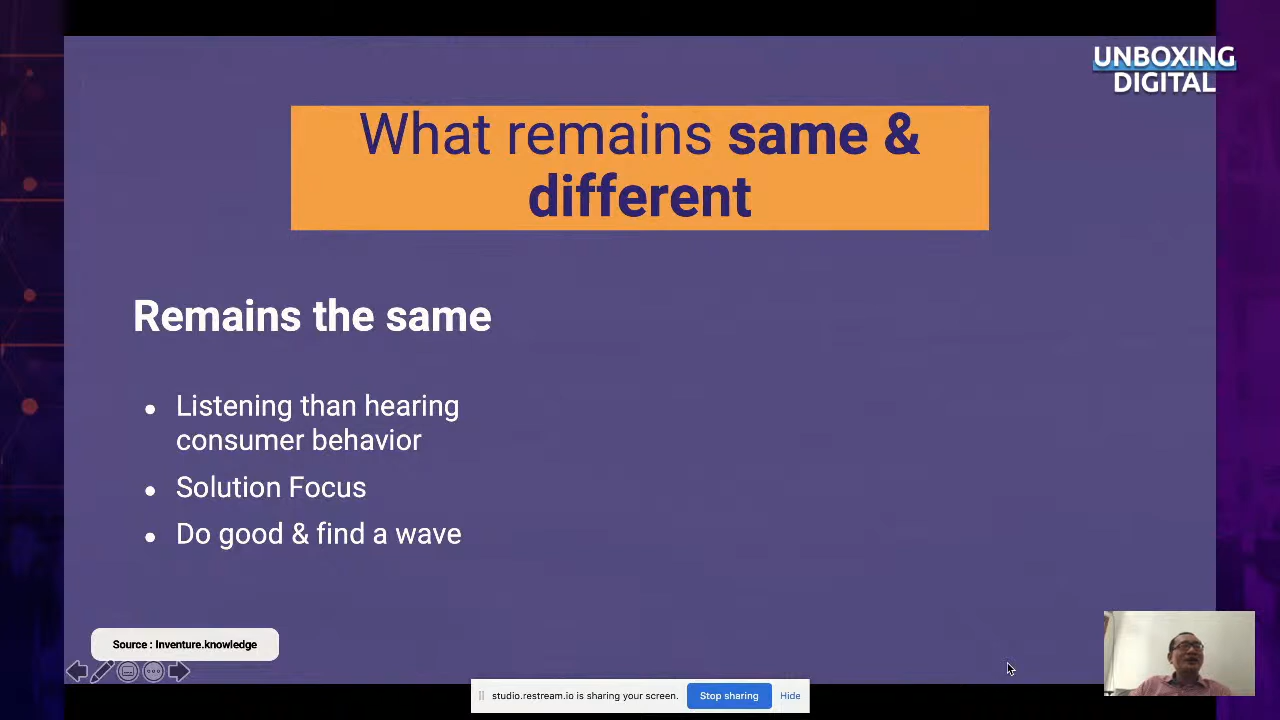 UNBOXING
DIGITAL
What remains same &
different
Remains the same
• Listening than hearing
consumer behavior
• Solution Focus
• Do good & find a wave
Source : Inventure.knowledge
studio.restream.io is sharing your screen.
Stop sharing
Hide